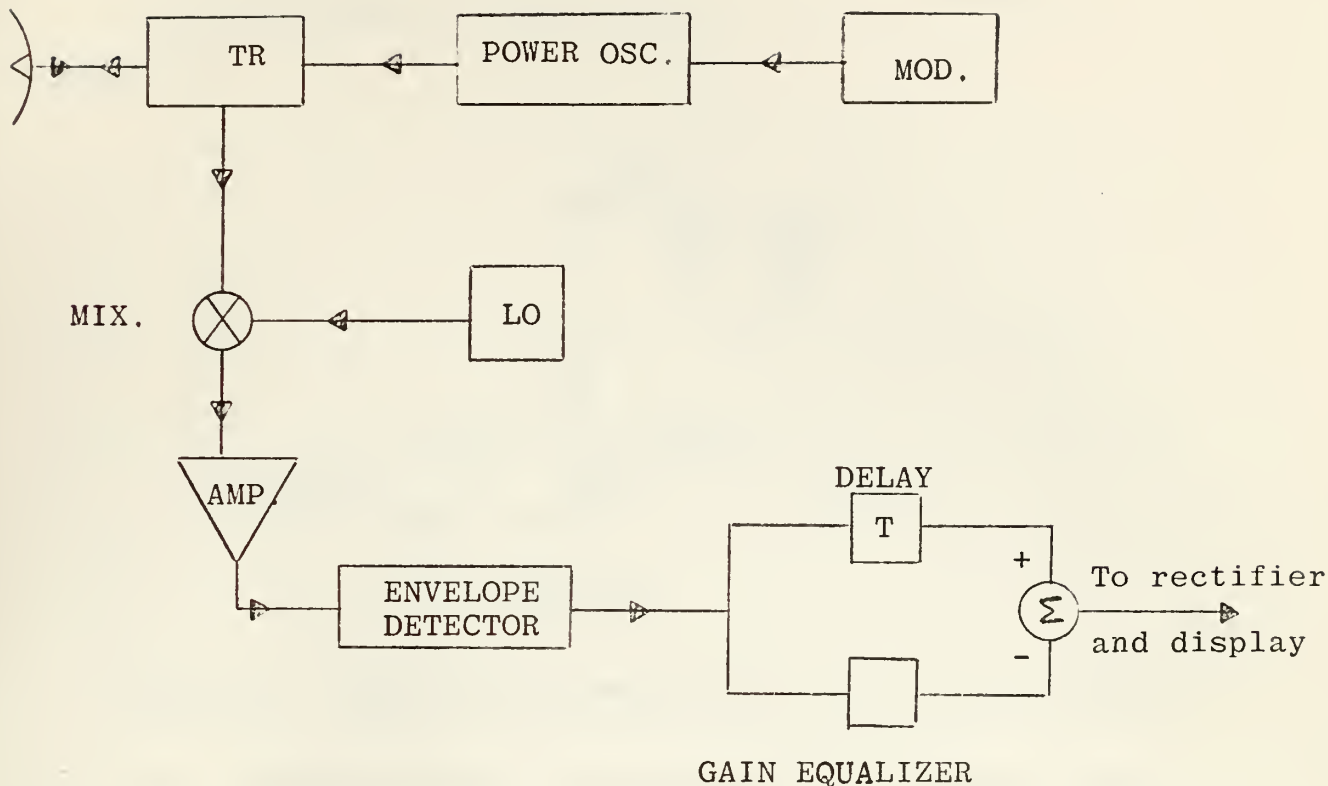 TR
POWER OSC.
MOD.
MIX.
LO
AMP.
ENVELOPE
DETECTOR
DELAY
T
+
Σ
-
To rectifier
and display
GAIN EQUALIZER